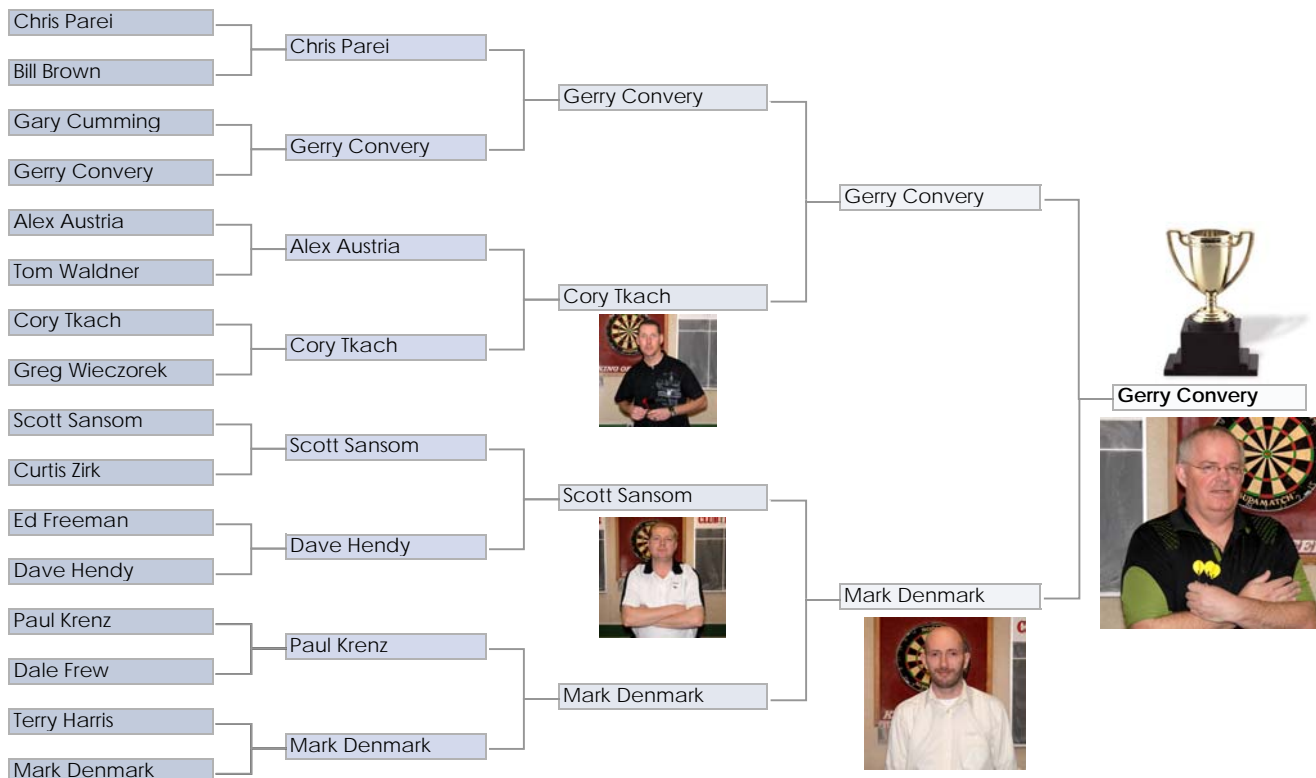 Chris Parei
Bill Brown
Gary Cumming
Gerry Convery
Alex Austria
Tom Waldner
Cory Tkach
Greg Wieczorek
Scott Sansom
Curtis Zirk
Ed Freeman
Dave Hendy
Paul Krenz
Dale Frew
Terry Harris
Mark Denmark
Chris Parei
Gerry Convery
Alex Austria
Cory Tkach
Scott Sansom
Dave Hendy
Paul Krenz
Mark Denmark
Gerry Convery
Cory Tkach
KING OF
Scott Sansom
Mark Denmark
Gerry Convery
Mark Denmark
Gerry Convery